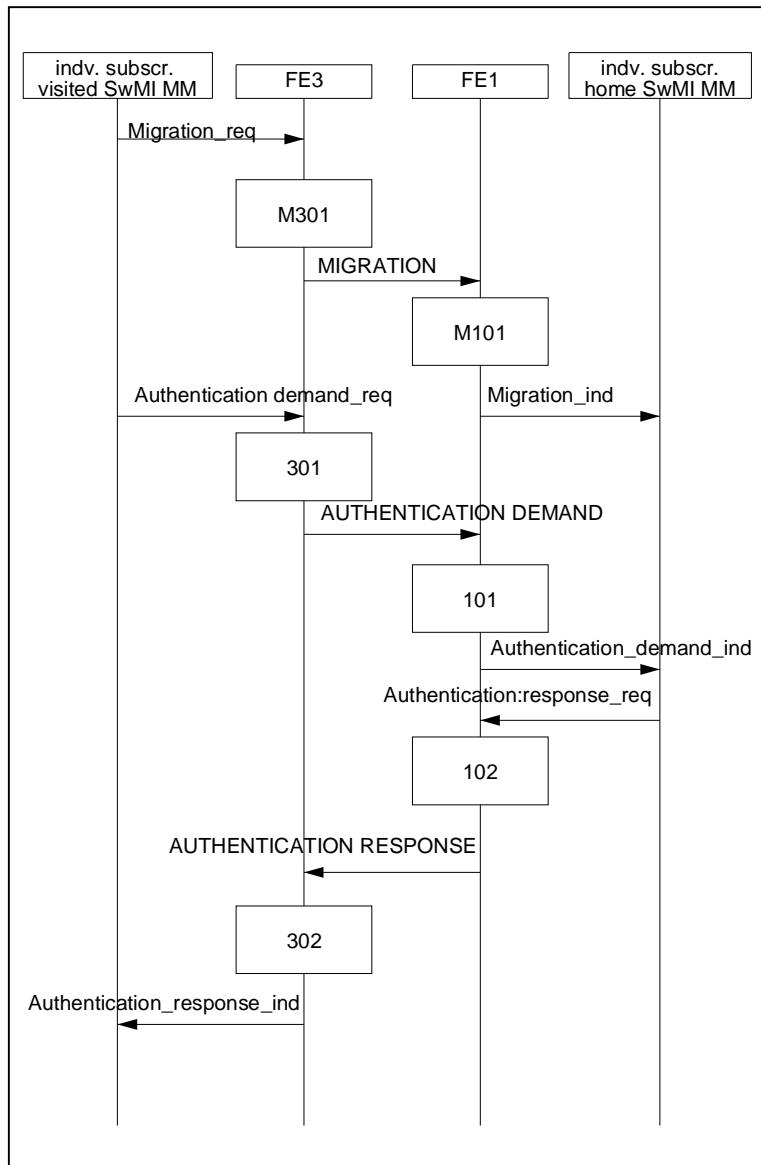 indv. subscr.
visited SwMI MM
FE3
FE1
indv. subscr.
home SwMI MM
Migration_req
M301
MIGRATION
M101
Authentication demand_req
Migration_ind
301
AUTHENTICATION DEMAND
101
Authentication_demand_ind
Authentication:response_req
102
AUTHENTICATION RESPONSE
302
Authentication_response_ind